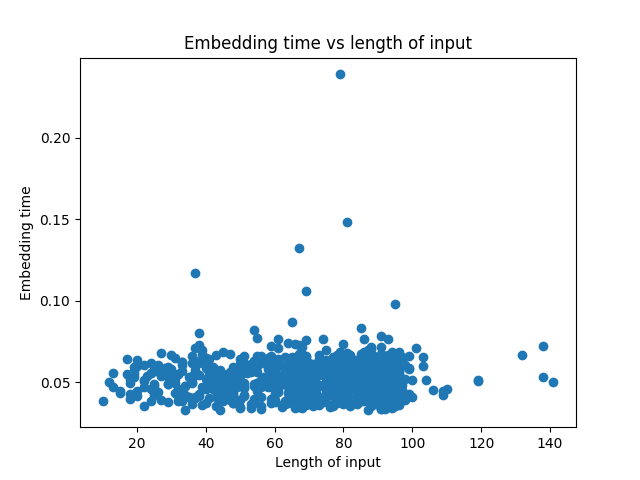 Embedding time vs length of input
0.20
0.15
0.10
0.05
Embedding time
20 40 60 80 100 120 140
Length of input